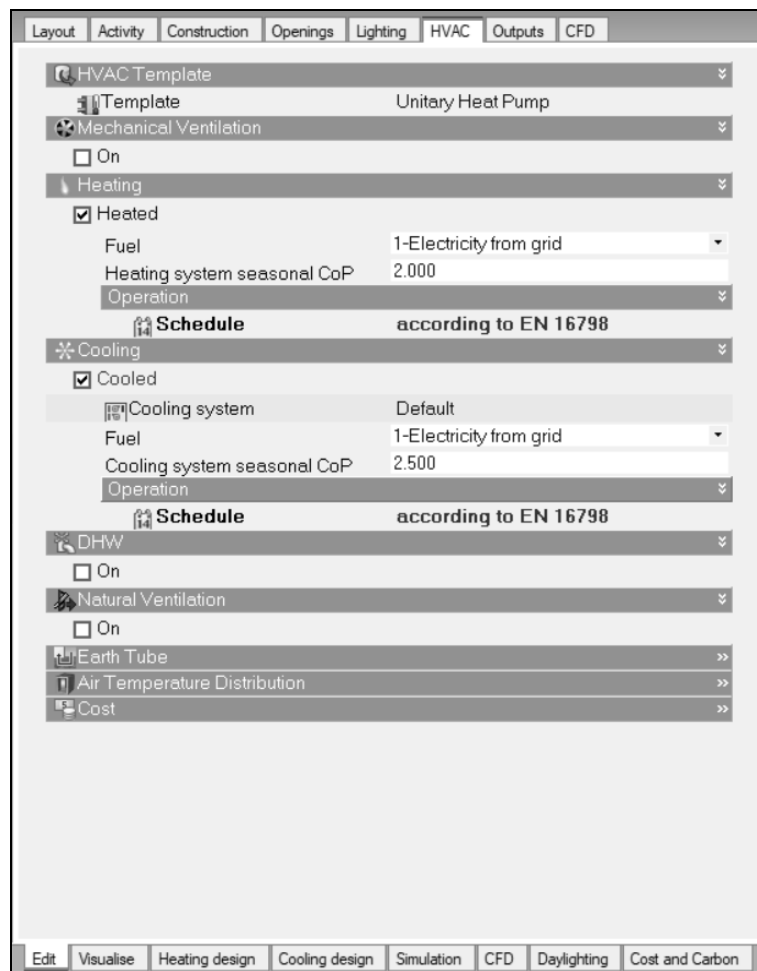 Layout Activity Construction Openings Lighting HVAC Outputs CFD
HVAC Template
Template Unitary Heat Pump
Mechanical Ventilation
On
Heating
Heated
Fuel 1-Electricity from grid
Heating system seasonal CoP 2.000
Operation
Schedule according to EN 16798
Cooling
Cooled
Cooling system Default
Fuel 1-Electricity from grid
Cooling system seasonal CoP 2.500
Operation
Schedule according to EN 16798
DHW
On
Natural Ventilation
On
Earth Tube
Air Temperature Distribution
Cost
Edit Visualise Heating design Cooling design Simulation CFD Daylighting Cost and Carbon